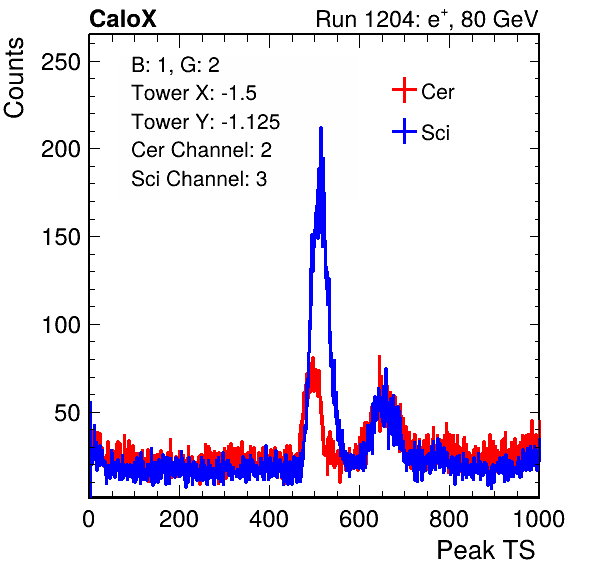 CaloX Run 1204: e⁺, 80 GeV
Counts
B: 1, G: 2
Tower X: -1.5
Tower Y: -1.125
Cer Channel: 2
Sci Channel: 3
Cer
Sci
250
200
150
100
50
0 200 400 600 800 1000
Peak TS